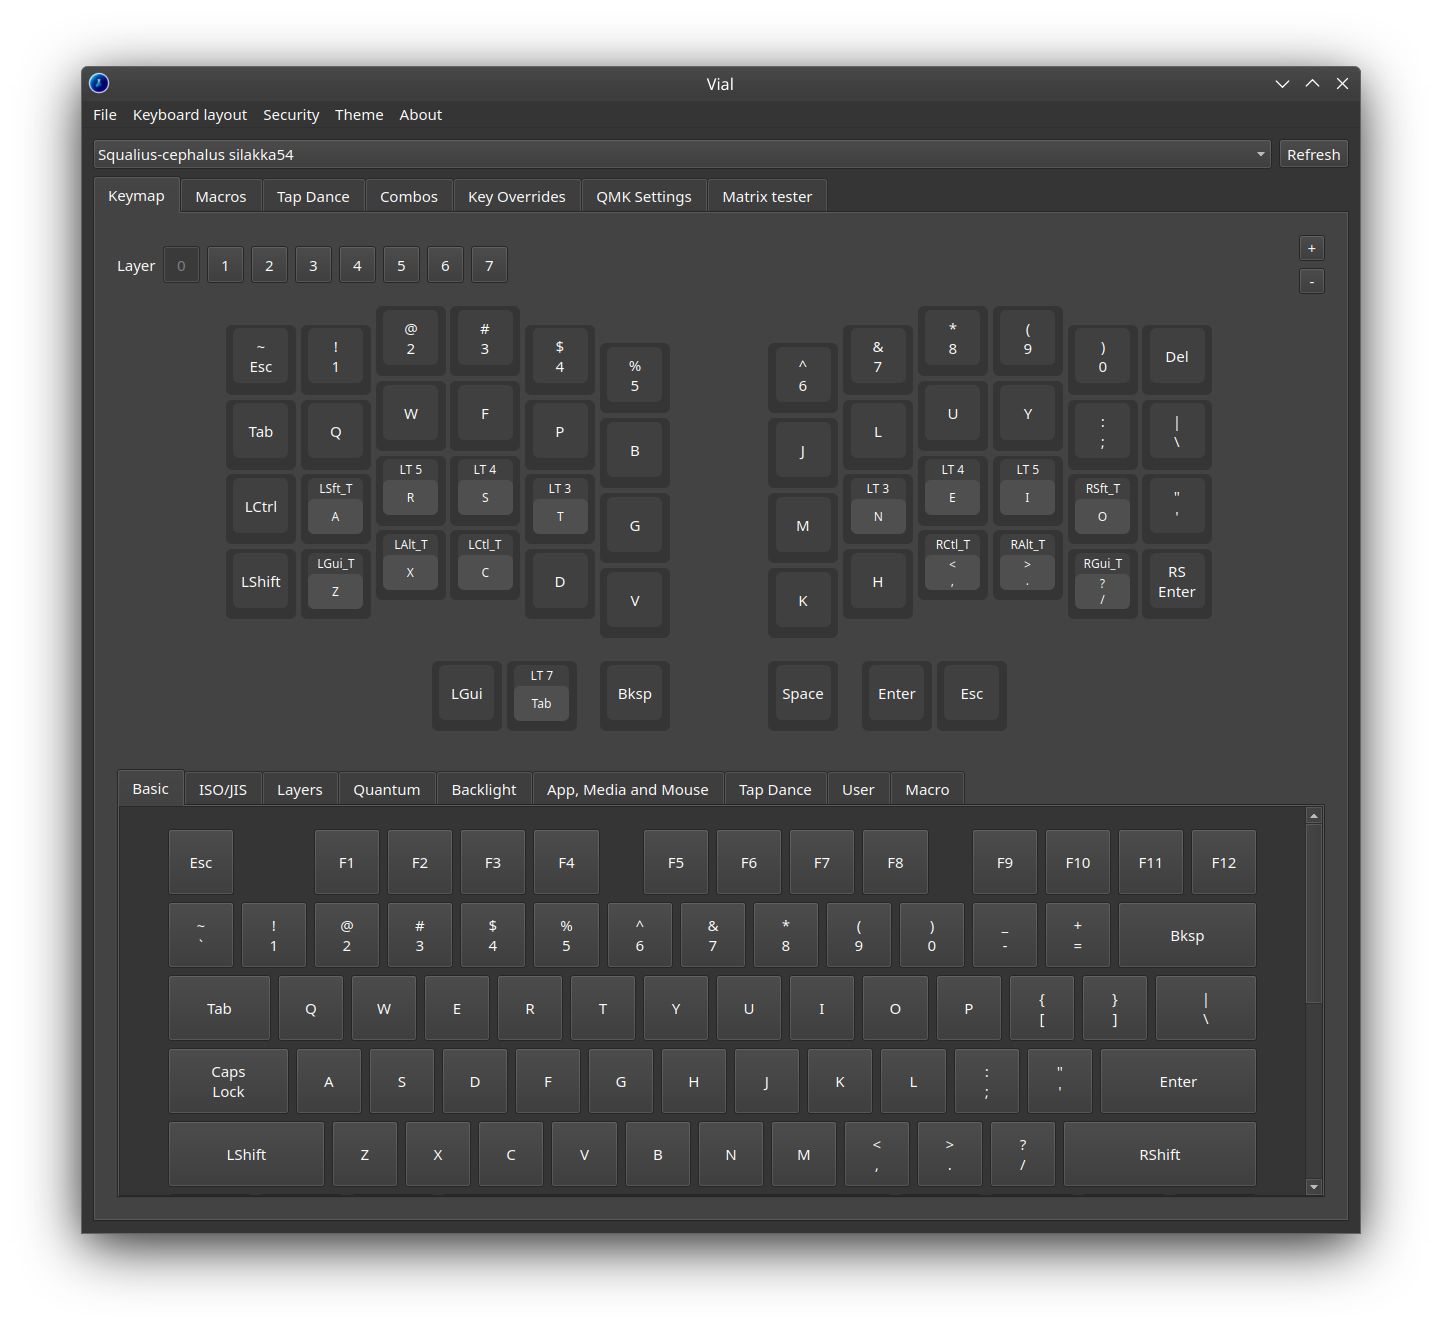 Vial
File Keyboard layout Security Theme About
Squalius-cephalus silakka54 Refresh
Keymap Macros Tap Dance Combos Key Overrides QMK Settings Matrix tester
+
Layer 0 1 2 3 4 5 6 7
-
@ # * (
2 3 8 9
~ ! $ & ) Del
Esc 1 4 7 0
% ^
5 6
W F U Y
Tab Q P L : |
; \
B J
LT 5 LT 4 LT 4 LT 5
R S E I
LCtrl LSft_T LT 3 LT 3 RSft_T "
A T N O '
G M
LAlt_T LCtl_T RCtl_T RAlt_T
X C < >
, .
LShift LGui_T D H RGui_T RS
Z ? Enter
/
V K
LGui LT 7 Bksp Space Enter Esc
Tab
Basic ISO/JIS Layers Quantum Backlight App, Media and Mouse Tap Dance User Macro
Esc F1 F2 F3 F4 F5 F6 F7 F8 F9 F10 F11 F12
~ ! @ # $ % ^ & * ( ) _ +
` 1 2 3 4 5 6 7 8 9 0 - = Bksp
Tab Q W E R T Y U I O P { } |
[ ] \
Caps A S D F G H J K L : " Enter
Lock ; '
LShift Z X C V B N M < > ? RShift
, . /